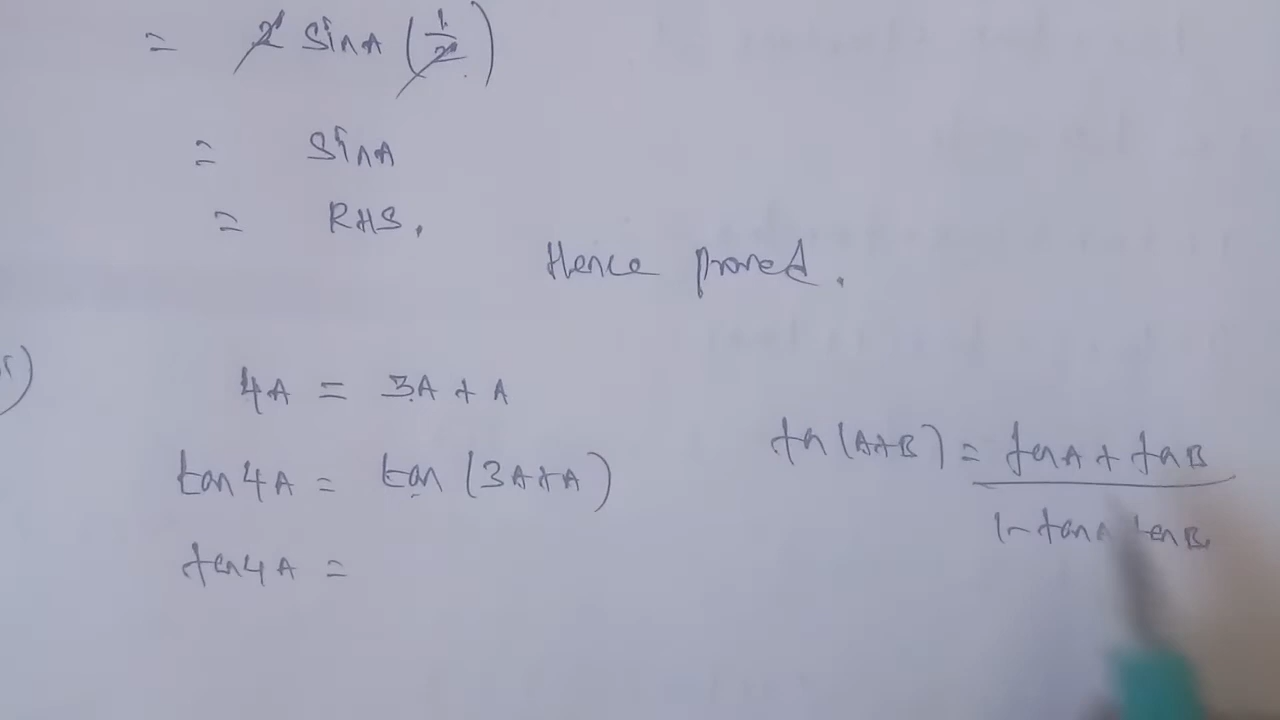 = 2 SinA (1/2)
= SinA
= RHS.
Hence proved.
4A = 3A + A
tan4A = tan (3A+A)
tan(A+B) = tanA + tanB / 1 - tanA tanB
tan4A =